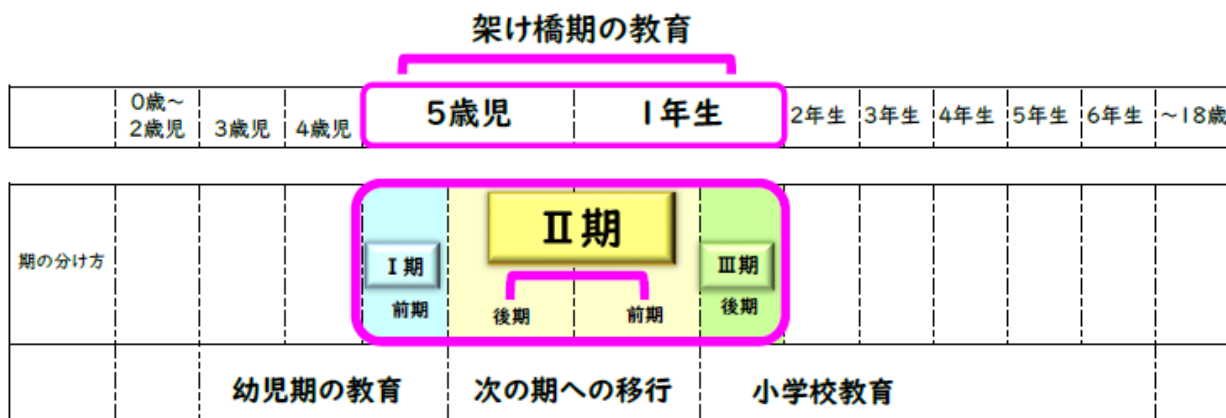 架け橋期の教育
0歳～
2歳児
3歳児
4歳児
5歳児
1年生
2年生
3年生
4年生
5年生
6年生
～18歳
期の分け方
Ⅰ期
前期
Ⅱ期
後期
前期
Ⅲ期
後期
幼児期の教育
次の期への移行
小学校教育